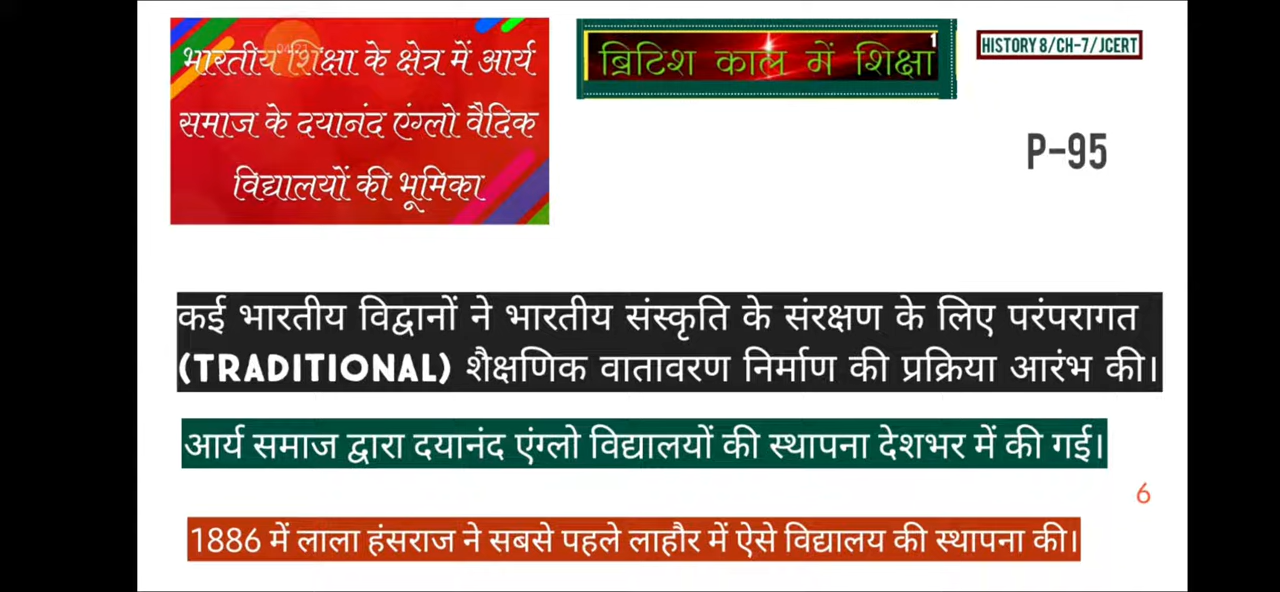 भारतीय शिक्षा के क्षेत्र में आर्य
समाज के दयानंद एंग्लो वैदिक
विद्यालयों की भूमिका
04:27
ब्रिटिश काल में शिक्षा
1
HISTORY 8/CH-7/JCERT
P-95
कई भारतीय विद्वानों ने भारतीय संस्कृति के संरक्षण के लिए परंपरागत
(TRADITIONAL) शैक्षणिक वातावरण निर्माण की प्रक्रिया आरंभ की।
आर्य समाज द्वारा दयानंद एंग्लो विद्यालयों की स्थापना देशभर में की गई।
6
1886 में लाला हंसराज ने सबसे पहले लाहौर में ऐसे विद्यालय की स्थापना की।